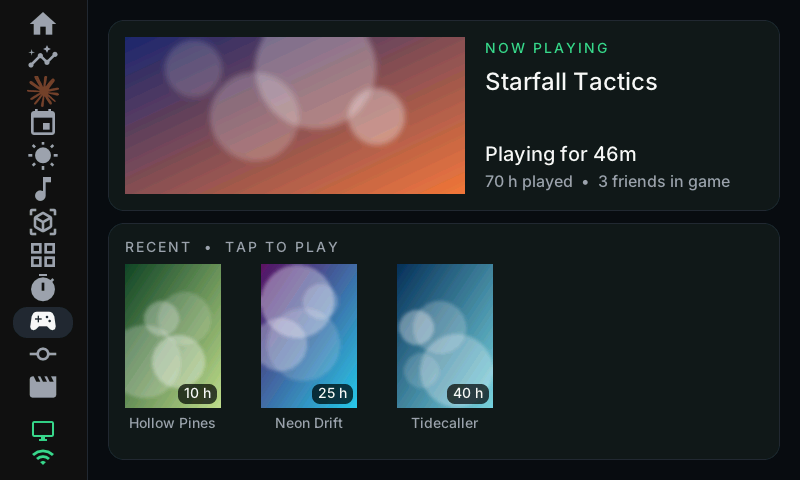 NOW PLAYING
Starfall Tactics
Playing for 46m
70 h played • 3 friends in game
RECENT • TAP TO PLAY
10 h
25 h
40 h
Hollow Pines
Neon Drift
Tidecaller